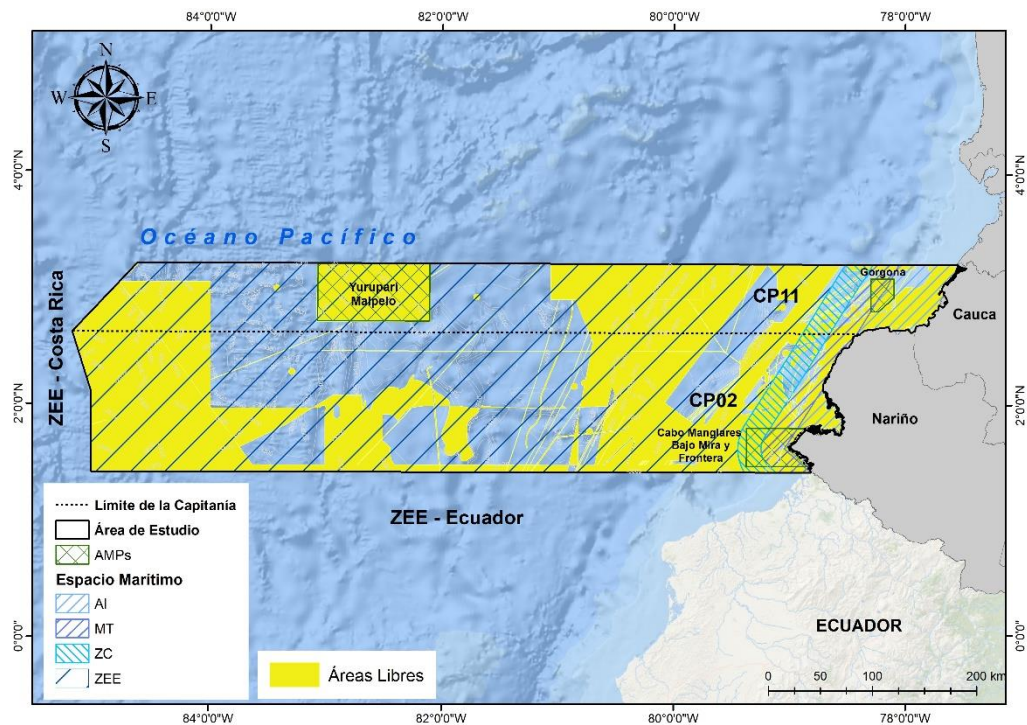 84°0'0"W 82°0'0"W 80°0'0"W 78°0'0"W
N
W E
S
4°0'0"N 4°0'0"N
Océano Pacífico
Gorgona
Yurupari
Malpelo
CP11
Cauca
ZEE - Costa Rica
2°0'0"N 2°0'0"N
CP02
Nariño
Cabo Manglares
Bajo Mira y
Frontera
ZEE - Ecuador
Límite de la Capitanía
Área de Estudio
AMPs
Espacio Marítimo
AI
MT
ZC
ZEE
Áreas Libres
ECUADOR
0°0'0" 0°0'0"
0 50 100 200 km
84°0'0"W 82°0'0"W 80°0'0"W 78°0'0"W